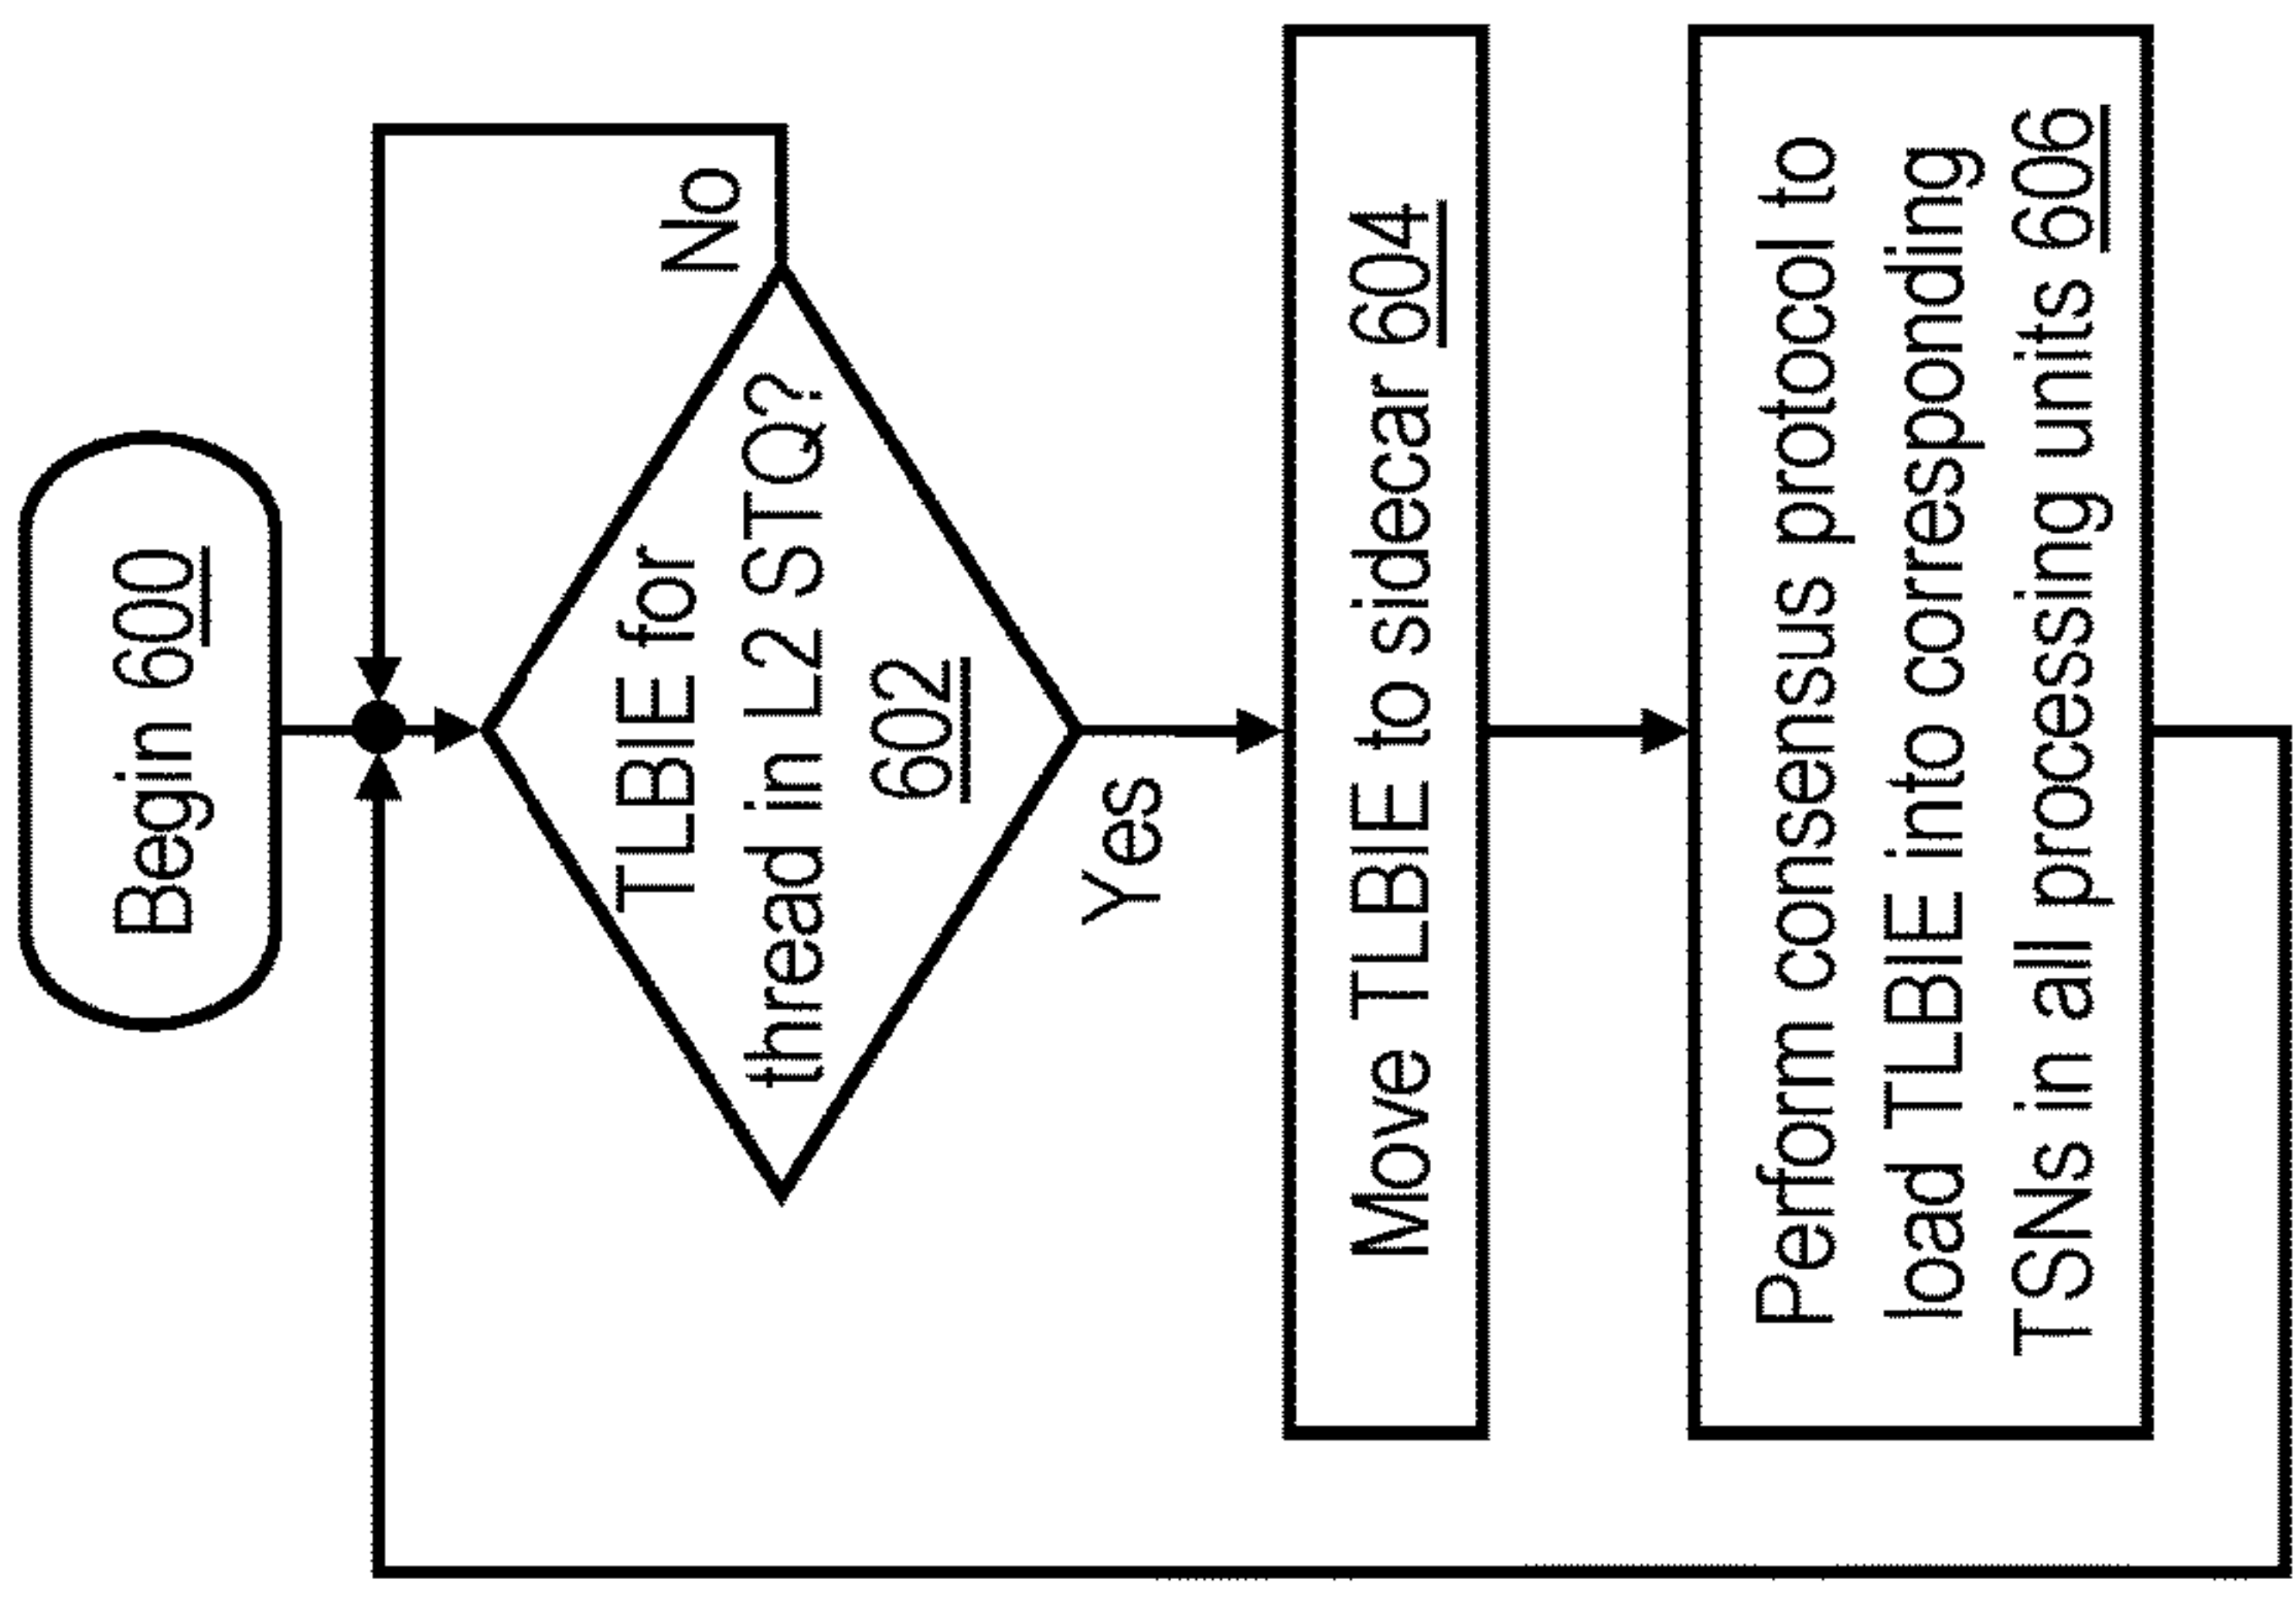 Begin 600
TLBIE for
thread in L2 STQ?
602
No
Yes
Move TLBIE to sidecar 604
Perform consensus protocol to
load TLBIE into corresponding
TSNs in all processing units 606